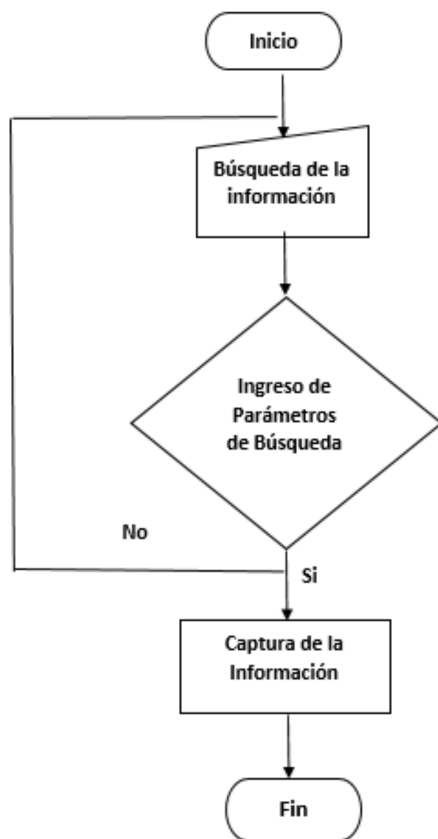 Inicio
Búsqueda de la
información
Ingreso de
Parámetros
de Búsqueda
No
Si
Captura de la
Información
Fin